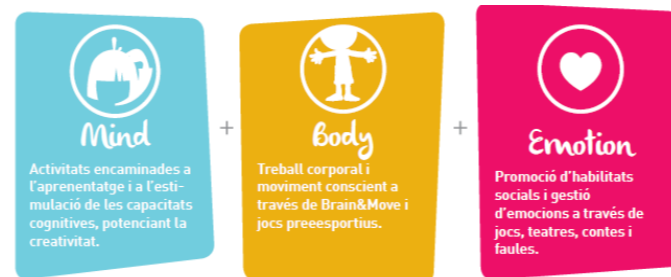 Mind
Activitats encaminades a
l'aprenentatge i a l'esti-
mulació de les capacitats
cognitives, potenciant la
creativitat.
+
Body
Treball corporal i
moviment conscient a
través de Brain&Move i
jocs preeesportius.
+
Emotion
Promoció d'habilitats
socials i gestió
d'emocions a través de
jocs, teatres, contes i
faules.